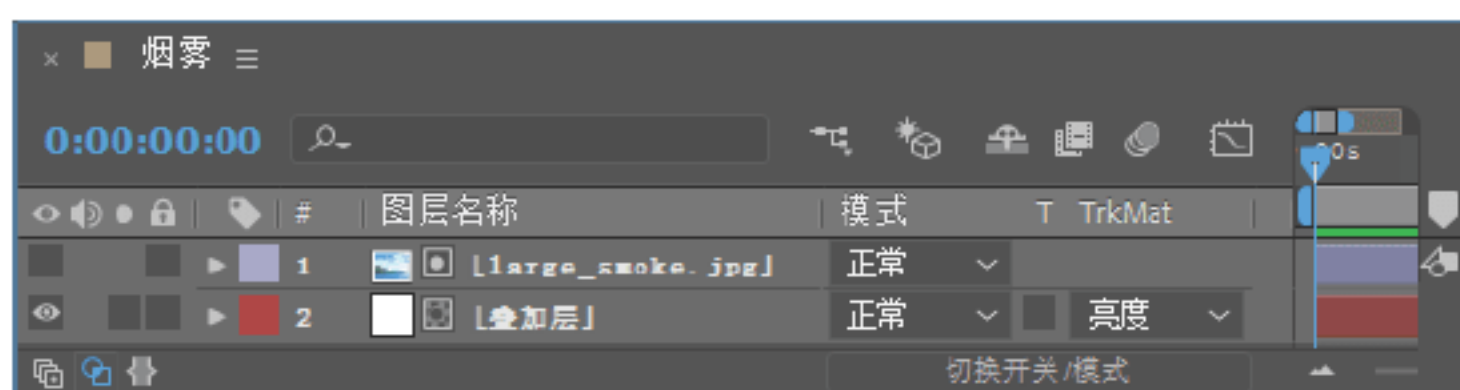 烟雾
0:00:00:00
00s
# 图层名称 模式 T TrkMat
1 [large_smoke.jpg] 正常
2 [叠加层] 正常 亮度
切换开关/模式